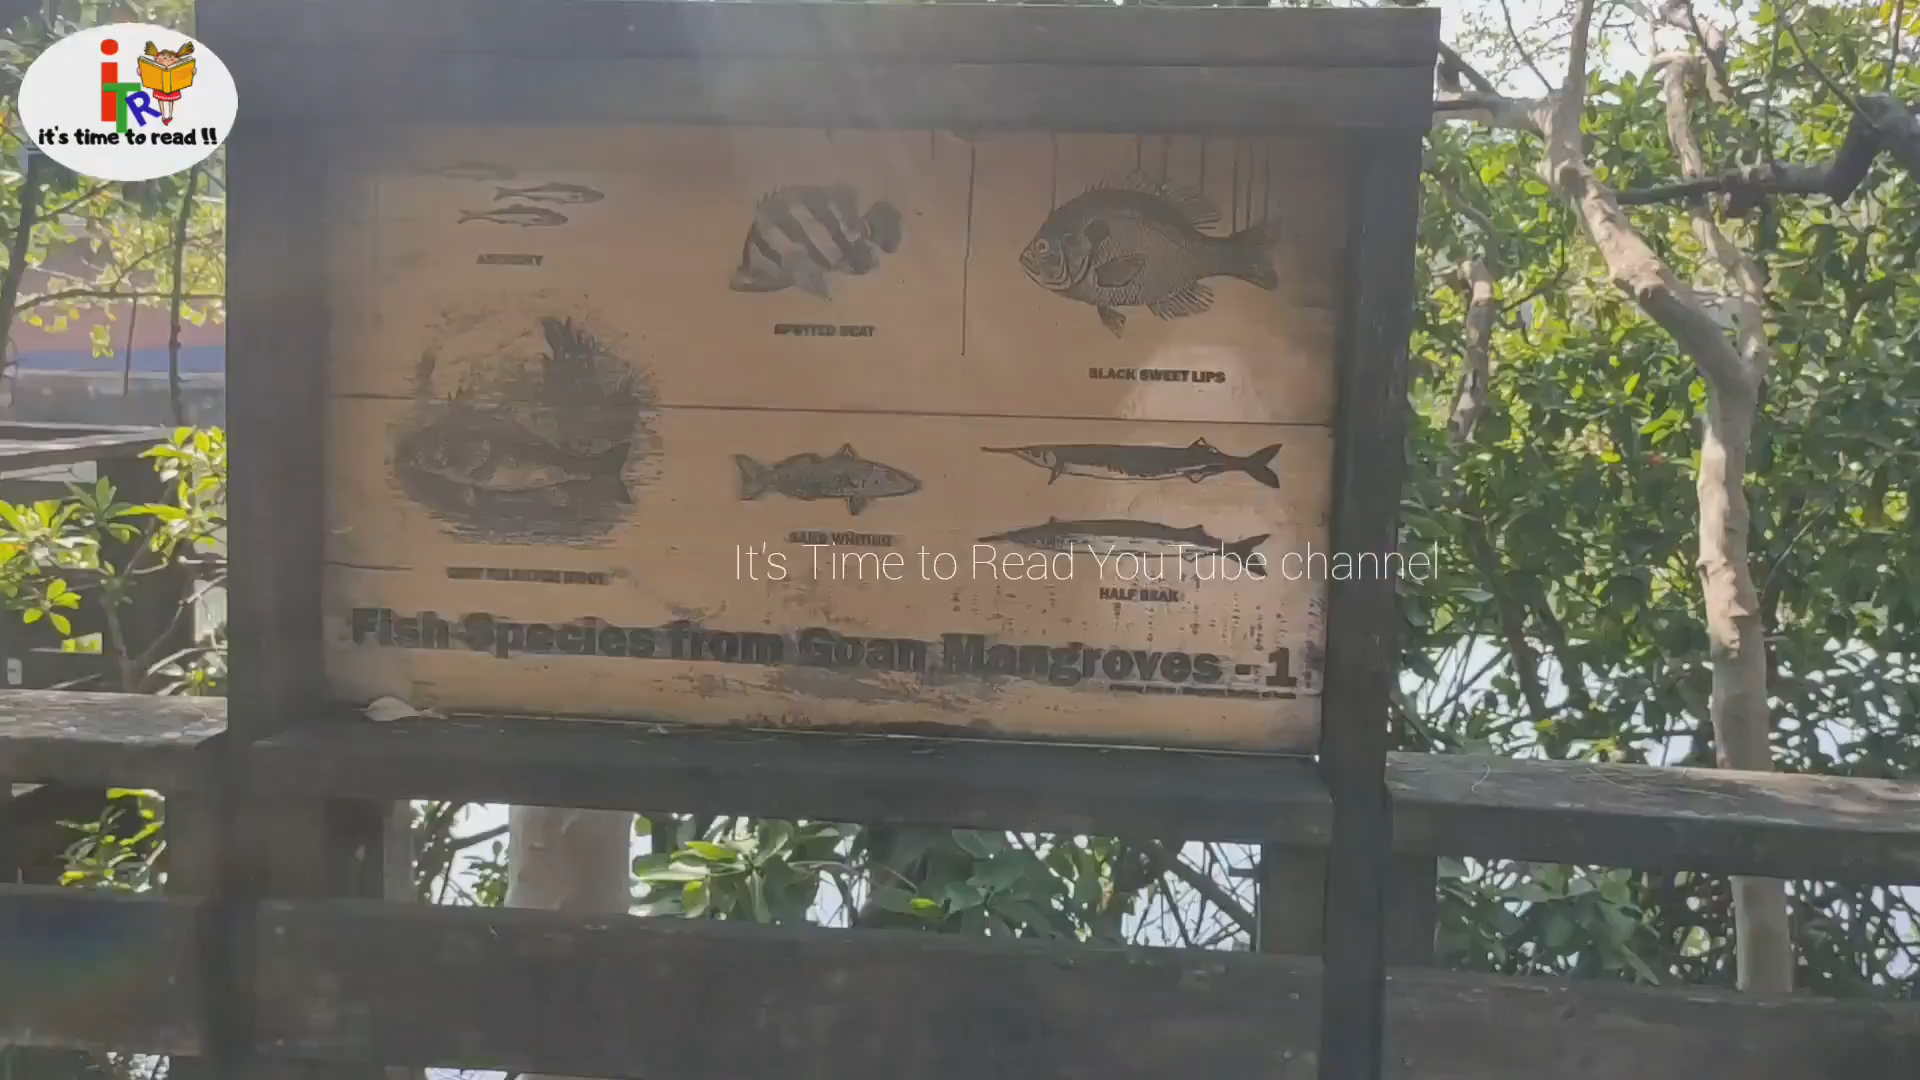 iTR
it's time to read !!
SPOTTED SCAT
BLACK SWEET LIPS
SAND WHITING
It's Time to Read YouTube channel
HALF BEAK
Fish Species from Goan Mangroves - 1